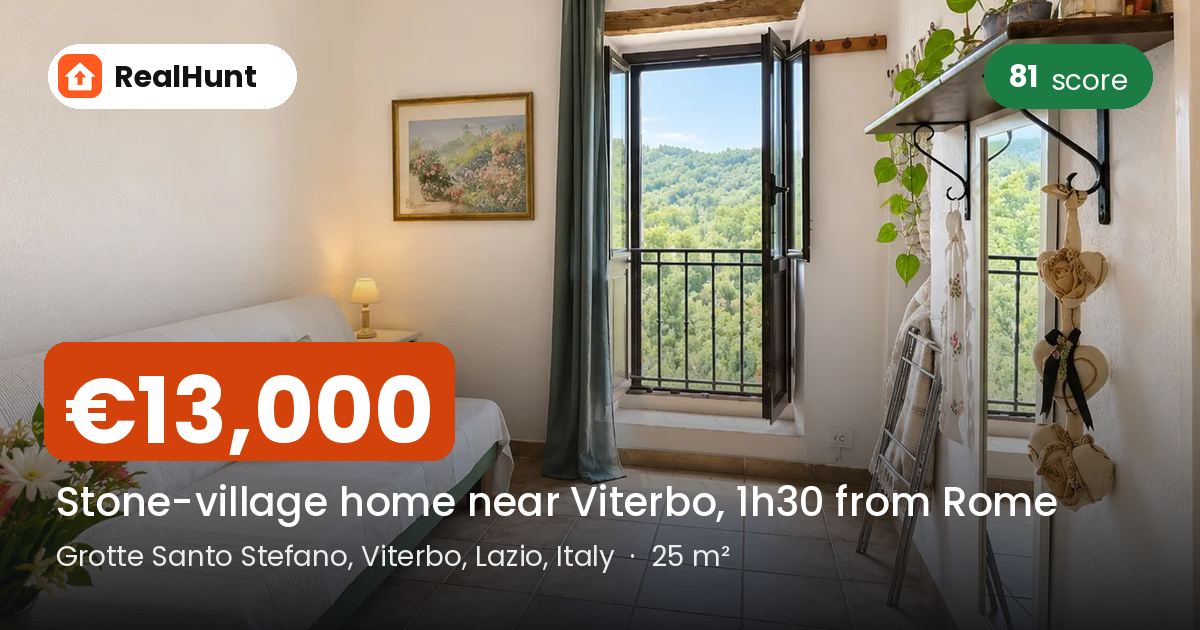 RealHunt
81 score
€13,000
Stone-village home near Viterbo, 1h30 from Rome
Grotte Santo Stefano, Viterbo, Lazio, Italy · 25 m²